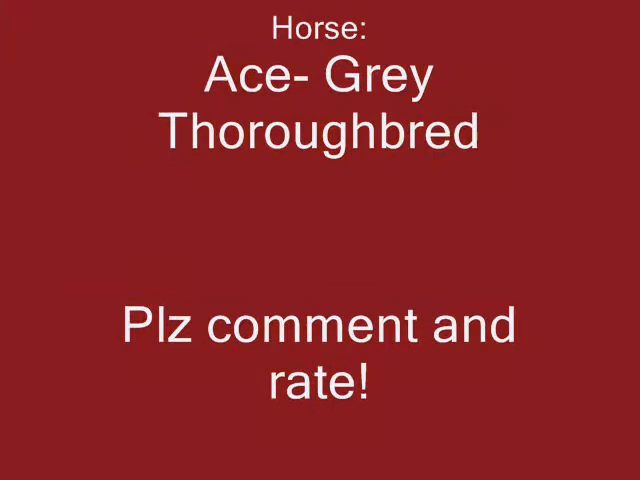 Horse:
Ace- Grey
Thoroughbred
Plz comment and
rate!